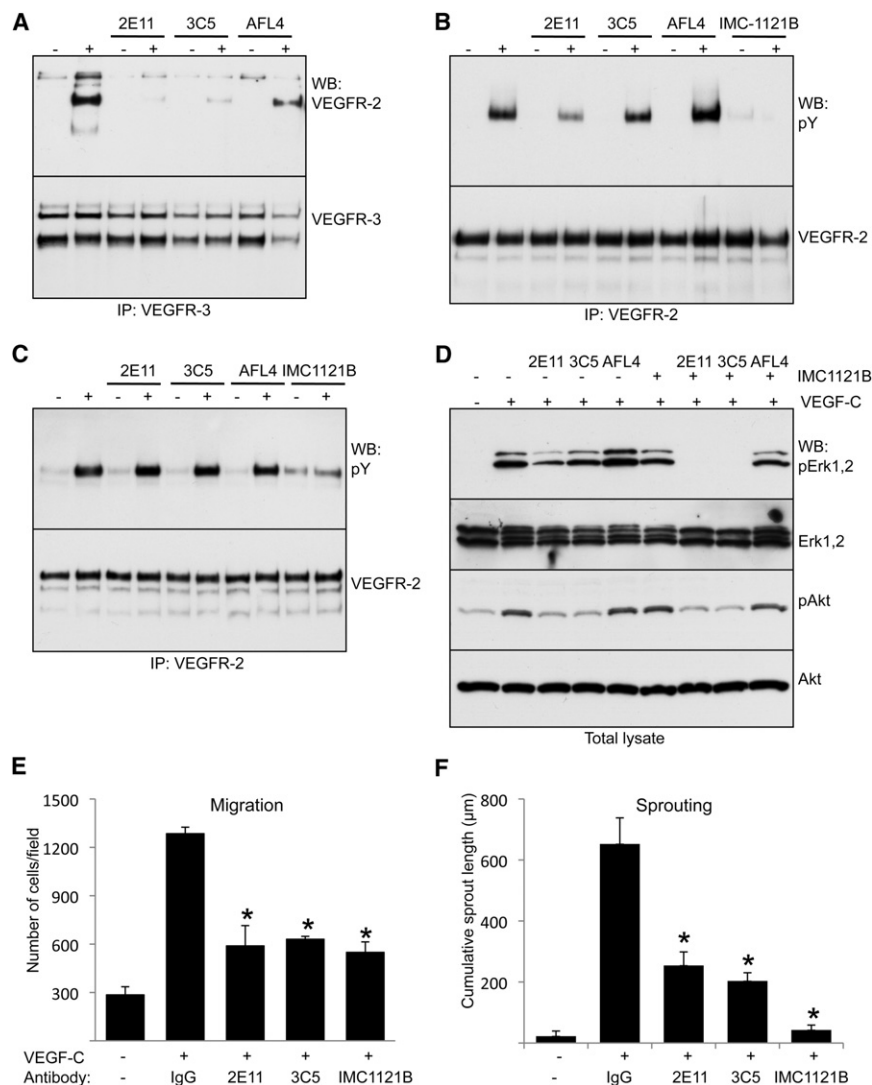 A
2E11 3C5 AFL4
- + - + - + - +
WB:
VEGFR-2
VEGFR-3
IP: VEGFR-3
B
2E11 3C5 AFL4 IMC-1121B
- + - + - + - + - +
WB:
pY
VEGFR-2
IP: VEGFR-2
C
2E11 3C5 AFL4 IMC1121B
- + - + - + - + - +
WB:
pY
VEGFR-2
IP: VEGFR-2
D
2E11 3C5 AFL4 2E11 3C5 AFL4
+ + + + IMC1121B
- + + + + + + + + VEGF-C
WB:
pErk1,2
Erk1,2
pAkt
Akt
Total lysate
E
Migration
Number of cells/field
1500
1200
900
600
300
* * *
VEGF-C - + + + +
Antibody: - IgG 2E11 3C5 IMC1121B
F
Sprouting
Cumulative sprout length (µm)
800
600
400
200
* * *
- + + + +
- IgG 2E11 3C5 IMC1121B